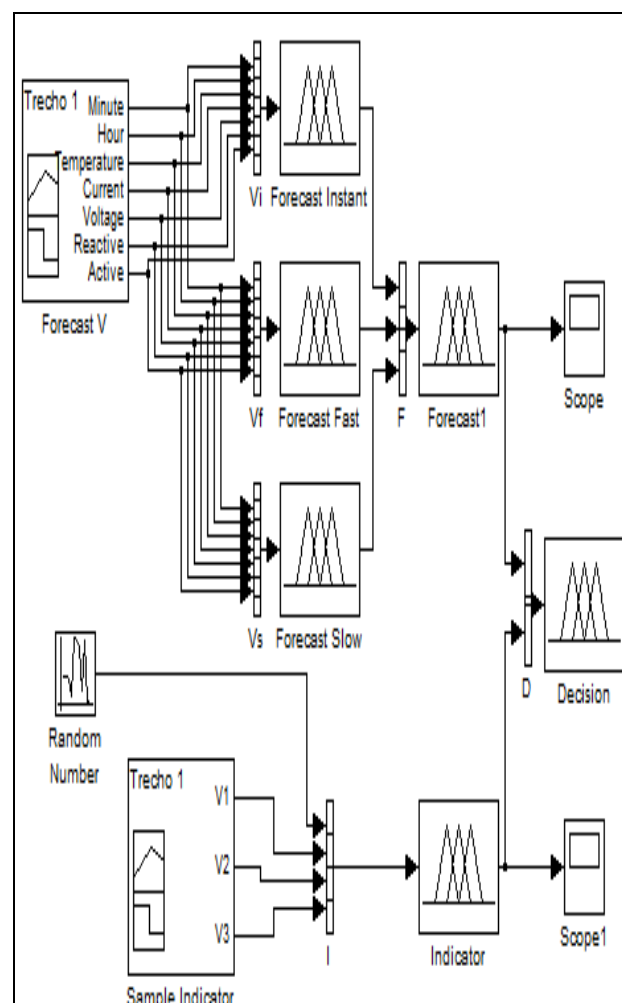 Trecho 1
Minute
Hour
Temperature
Current
Voltage
Reactive
Active
Forecast V
Vi
Forecast Instant
Vf
Forecast Fast
F
Forecast1
Scope
Vs
Forecast Slow
D
Decision
Random
Number
Trecho 1
V1
V2
V3
Sample Indicator
I
Indicator
Scope1